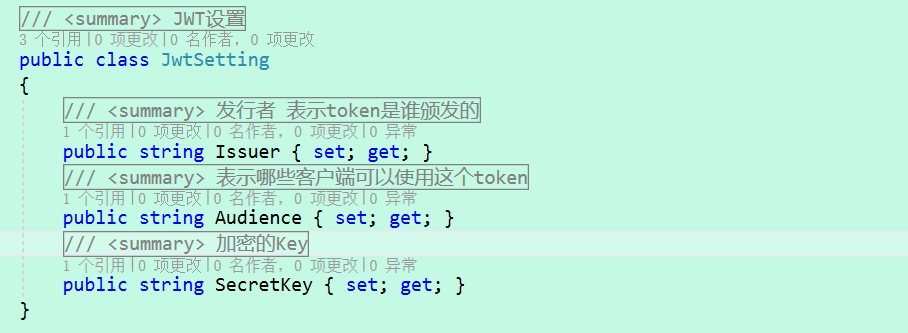 /// <summary> JWT设置
3 个引用|0 项更改|0 名作者，0 项更改
public class JwtSetting
{
/// <summary> 发行者 表示token是谁颁发的
1 个引用|0 项更改|0 名作者，0 项更改|0 异常
public string Issuer { set; get; }
/// <summary> 表示哪些客户端可以使用这个token
1 个引用|0 项更改|0 名作者，0 项更改|0 异常
public string Audience { set; get; }
/// <summary> 加密的Key
1 个引用|0 项更改|0 名作者，0 项更改|0 异常
public string SecretKey { set; get; }
}